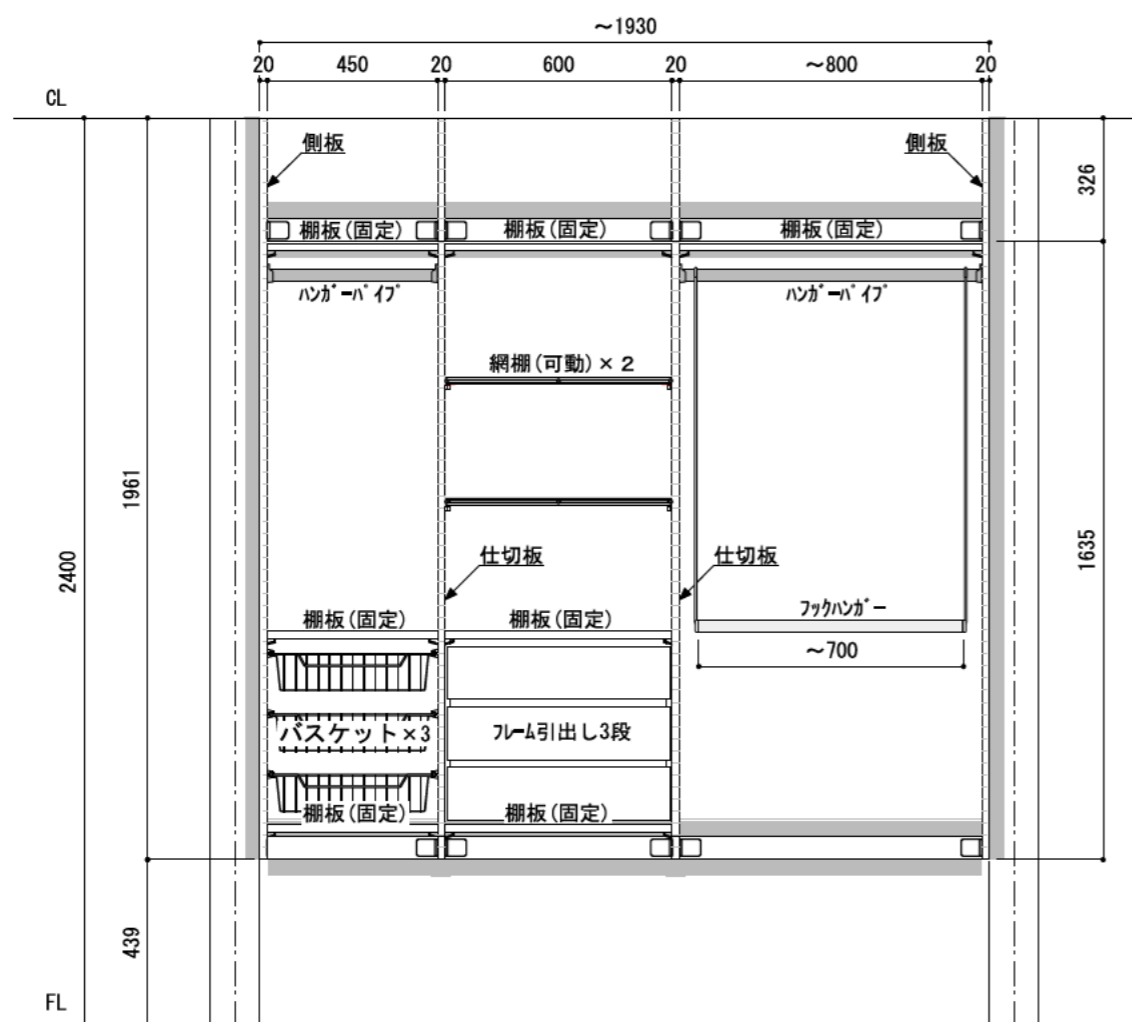 ～1930
20 450 20 600 20 ～800 20
CL
側板 側板
326
棚板(固定) 棚板(固定) 棚板(固定)
ﾊﾝｶﾞｰﾊﾟｲﾌﾟ ﾊﾝｶﾞｰﾊﾟｲﾌﾟ
網棚(可動)×２
1961
2400
1635
仕切板 仕切板
棚板(固定) 棚板(固定) ﾌｯｸﾊﾝｶﾞｰ
～700
バスケット×3 ﾌﾚｰﾑ引出し3段
棚板(固定) 棚板(固定)
439
FL